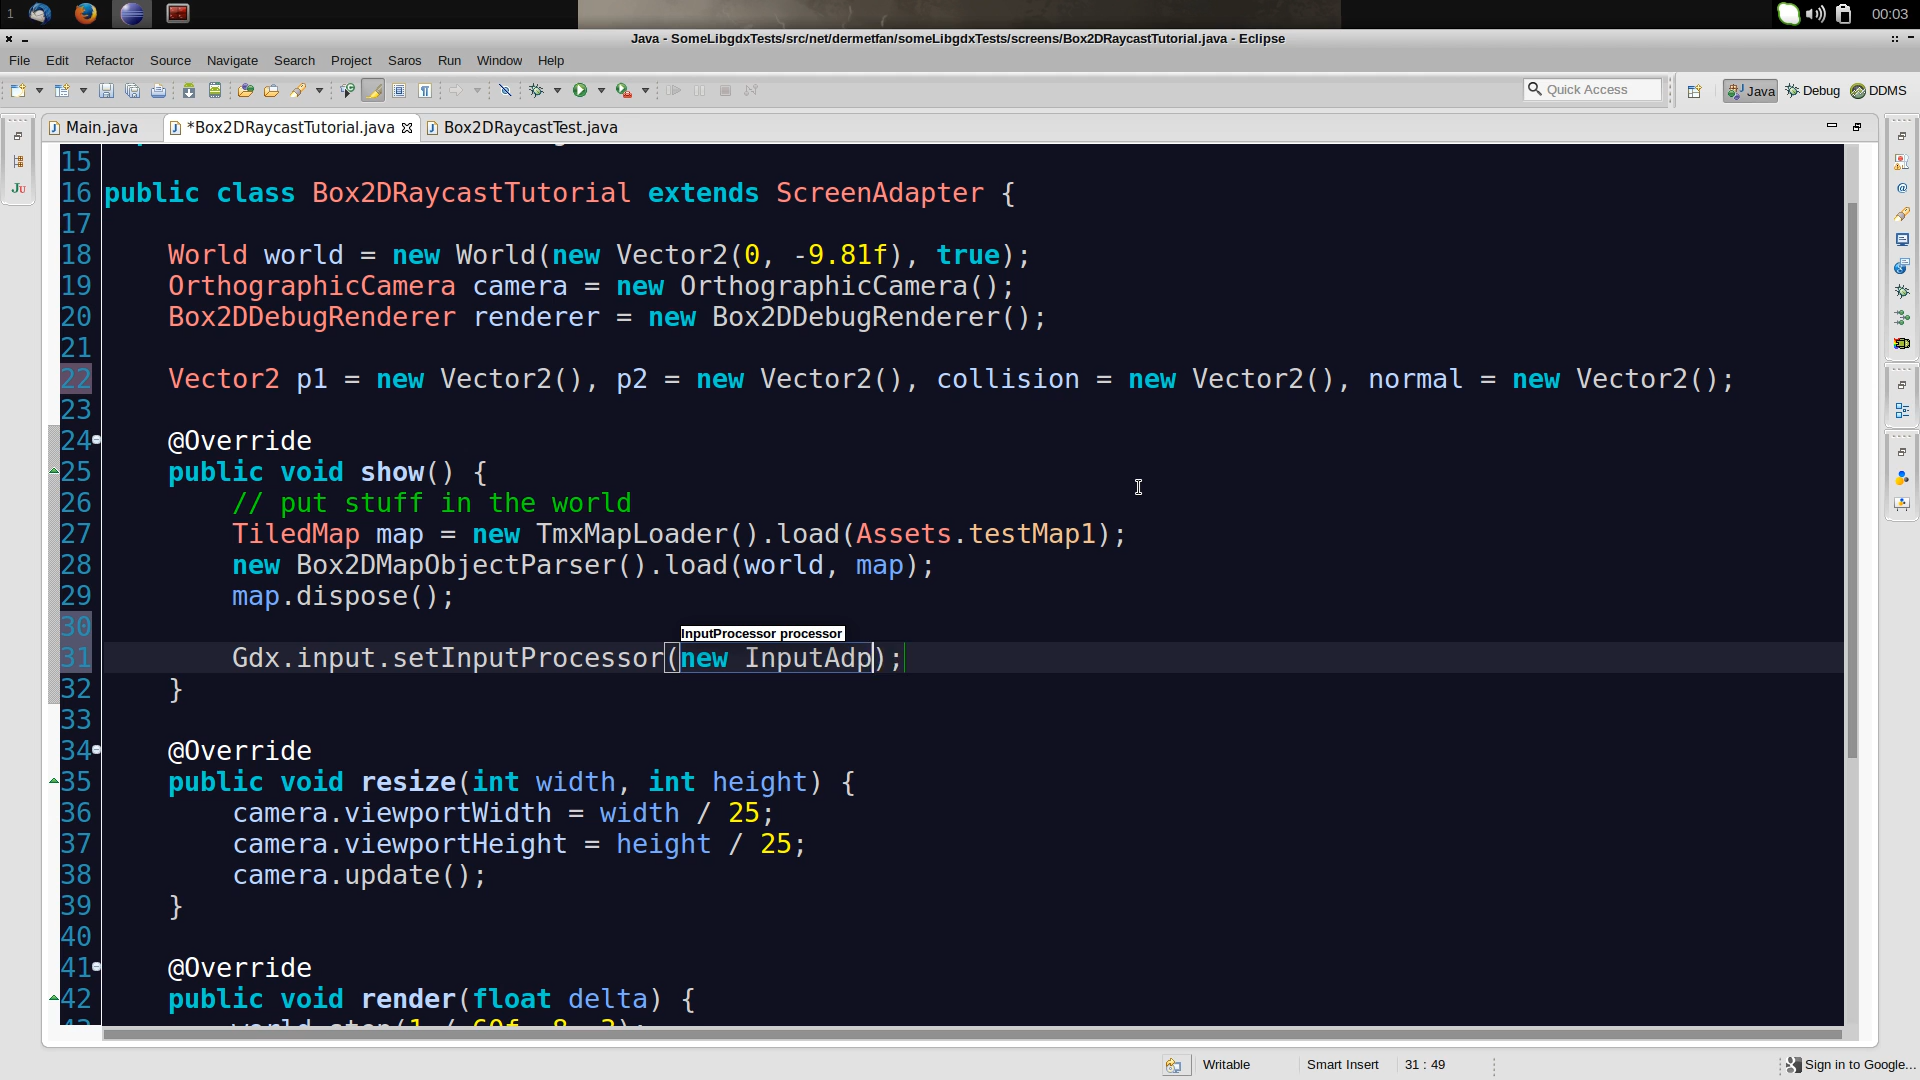 1
00:03
Java - SomeLibgdxTests/src/net/dermetfan/someLibgdxTests/screens/Box2DRaycastTutorial.java - Eclipse
File Edit Refactor Source Navigate Search Project Saros Run Window Help
Quick Access
Java Debug DDMS
Main.java *Box2DRaycastTutorial.java Box2DRaycastTest.java
15
16 public class Box2DRaycastTutorial extends ScreenAdapter {
17
18 World world = new World(new Vector2(0, -9.81f), true);
19 OrthographicCamera camera = new OrthographicCamera();
20 Box2DDebugRenderer renderer = new Box2DDebugRenderer();
21
22 Vector2 p1 = new Vector2(), p2 = new Vector2(), collision = new Vector2(), normal = new Vector2();
23
24 @Override
25 public void show() {
26 // put stuff in the world
27 TiledMap map = new TmxMapLoader().load(Assets.testMap1);
28 new Box2DMapObjectParser().load(world, map);
29 map.dispose();
30
InputProcessor processor
31 Gdx.input.setInputProcessor(new InputAdp);
32 }
33
34 @Override
35 public void resize(int width, int height) {
36 camera.viewportWidth = width / 25;
37 camera.viewportHeight = height / 25;
38 camera.update();
39 }
40
41 @Override
42 public void render(float delta) {
Writable Smart Insert 31 : 49 Sign in to Google...